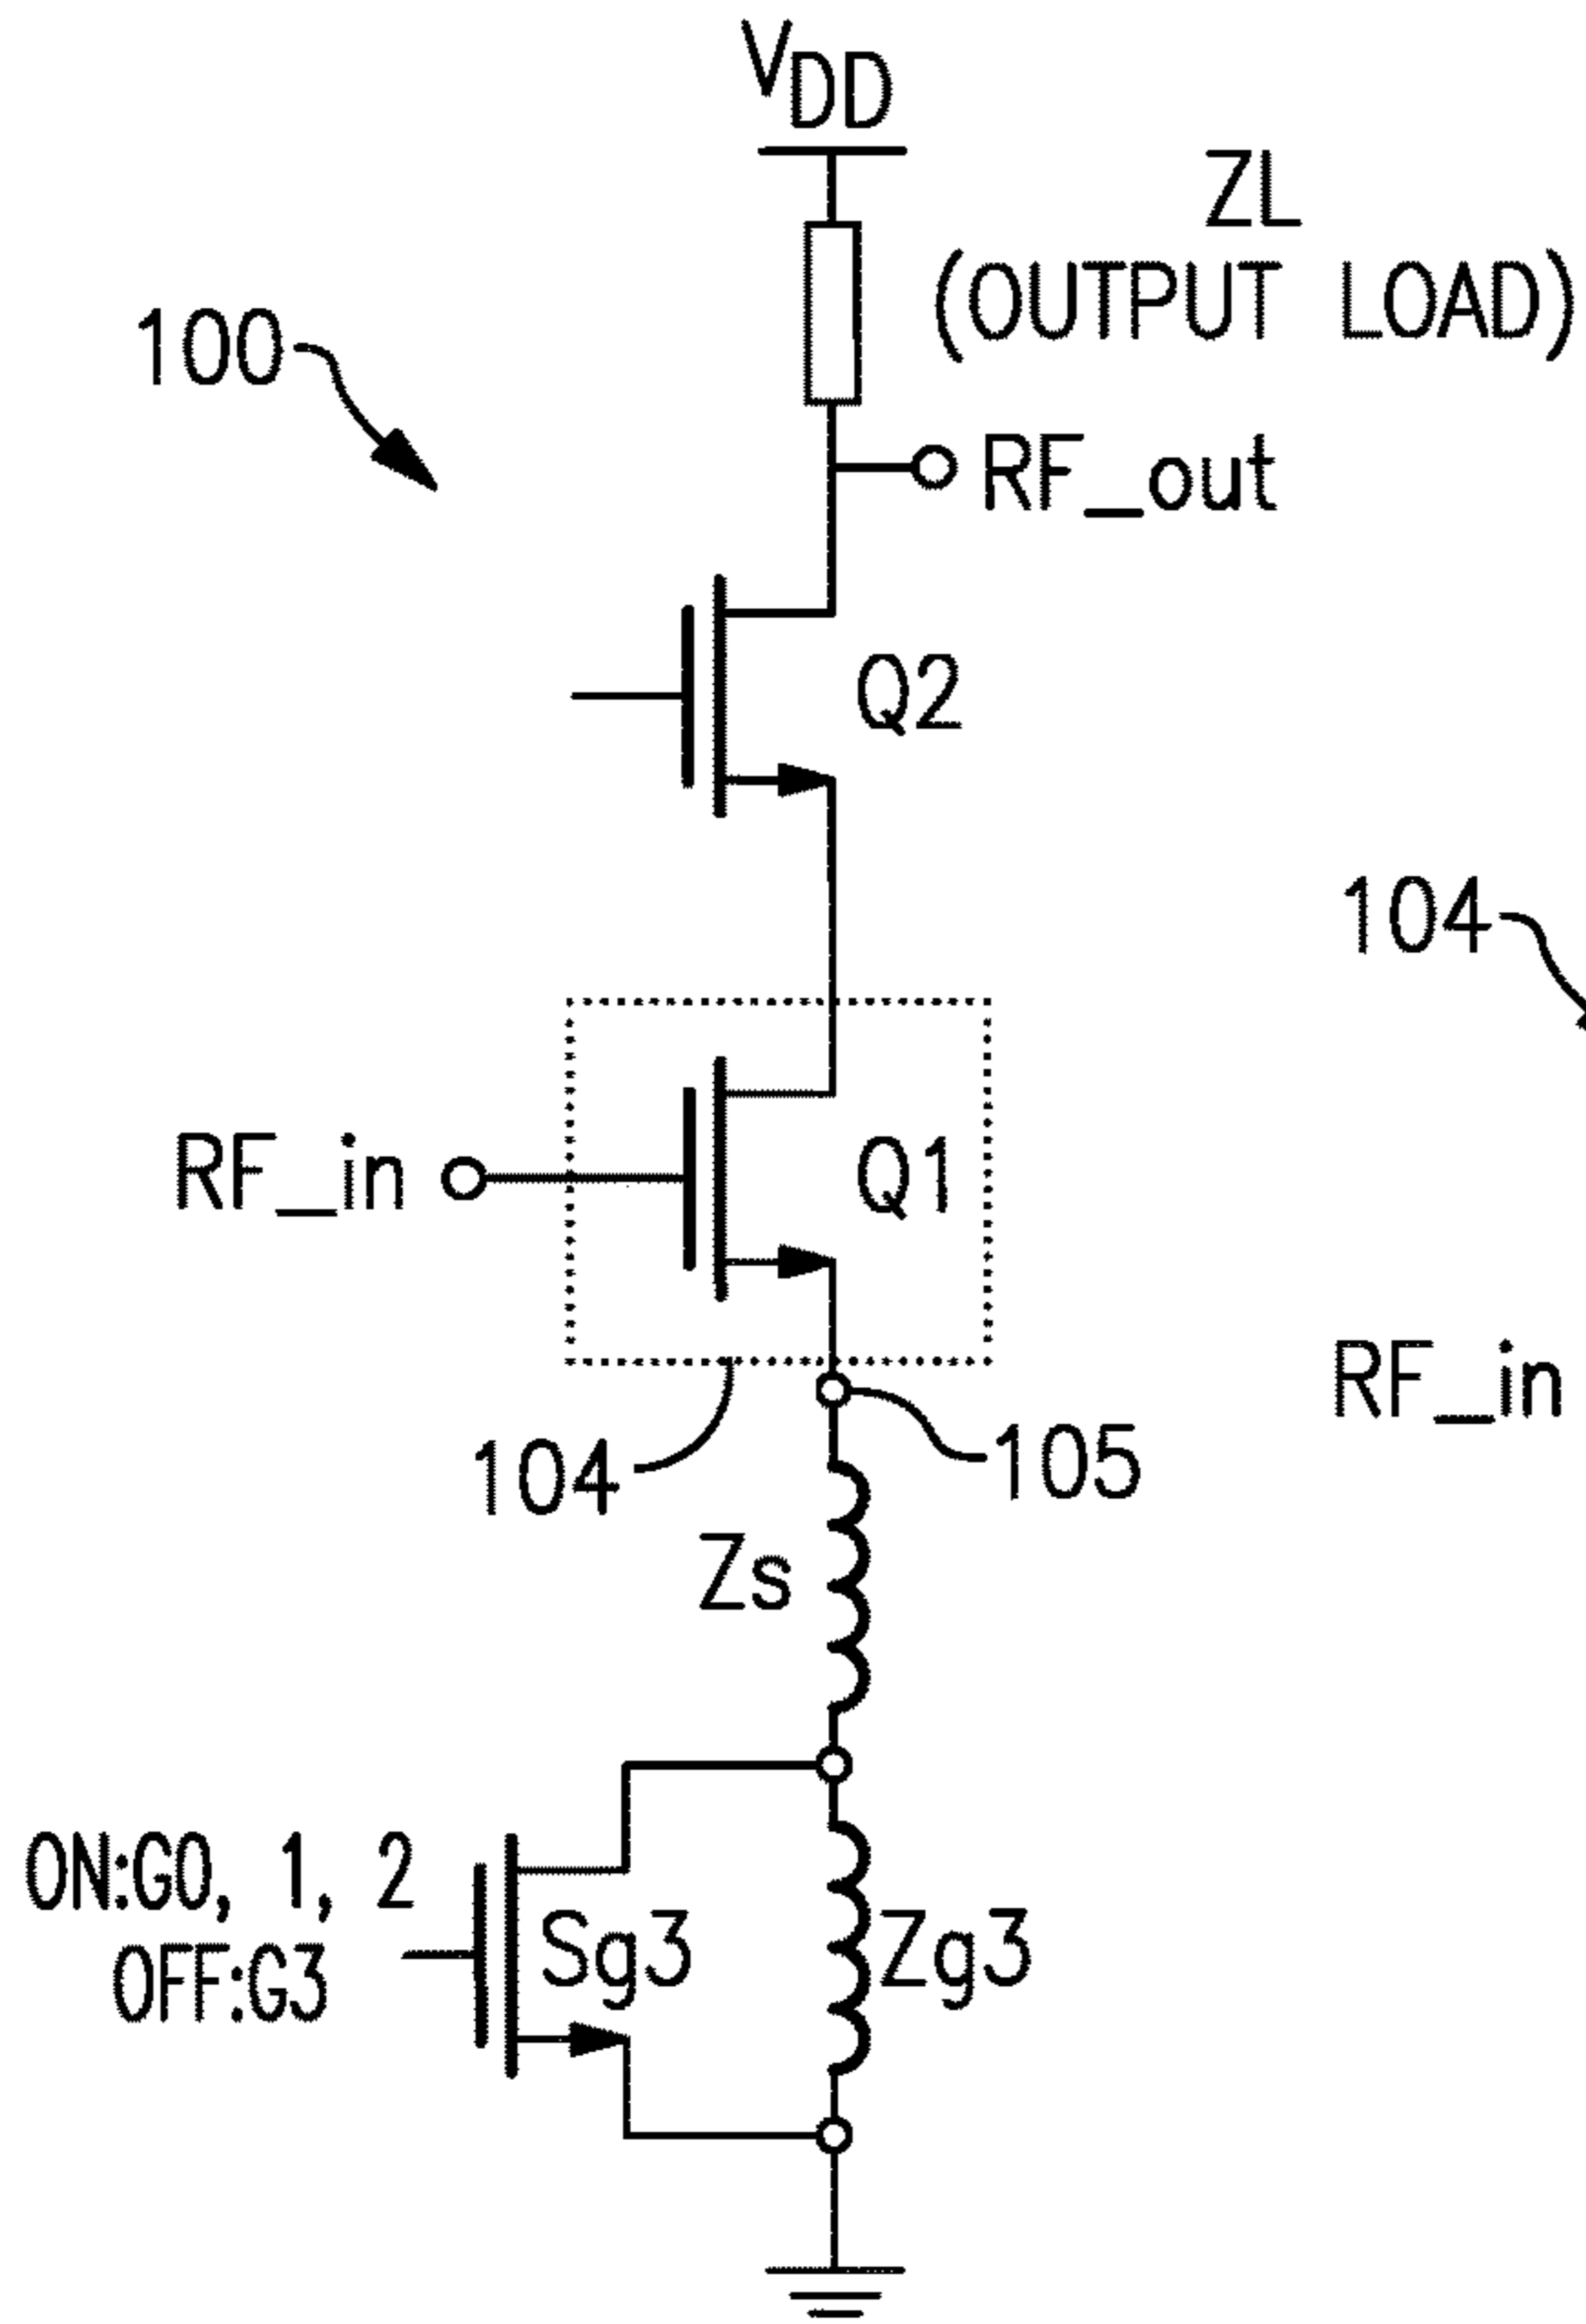 VDD
ZL
(OUTPUT LOAD)
100
RF_out
Q2
104
RF_in
Q1
RF_in
104
105
Zs
ON:G0, 1, 2
OFF:G3
Sg3
Zg3